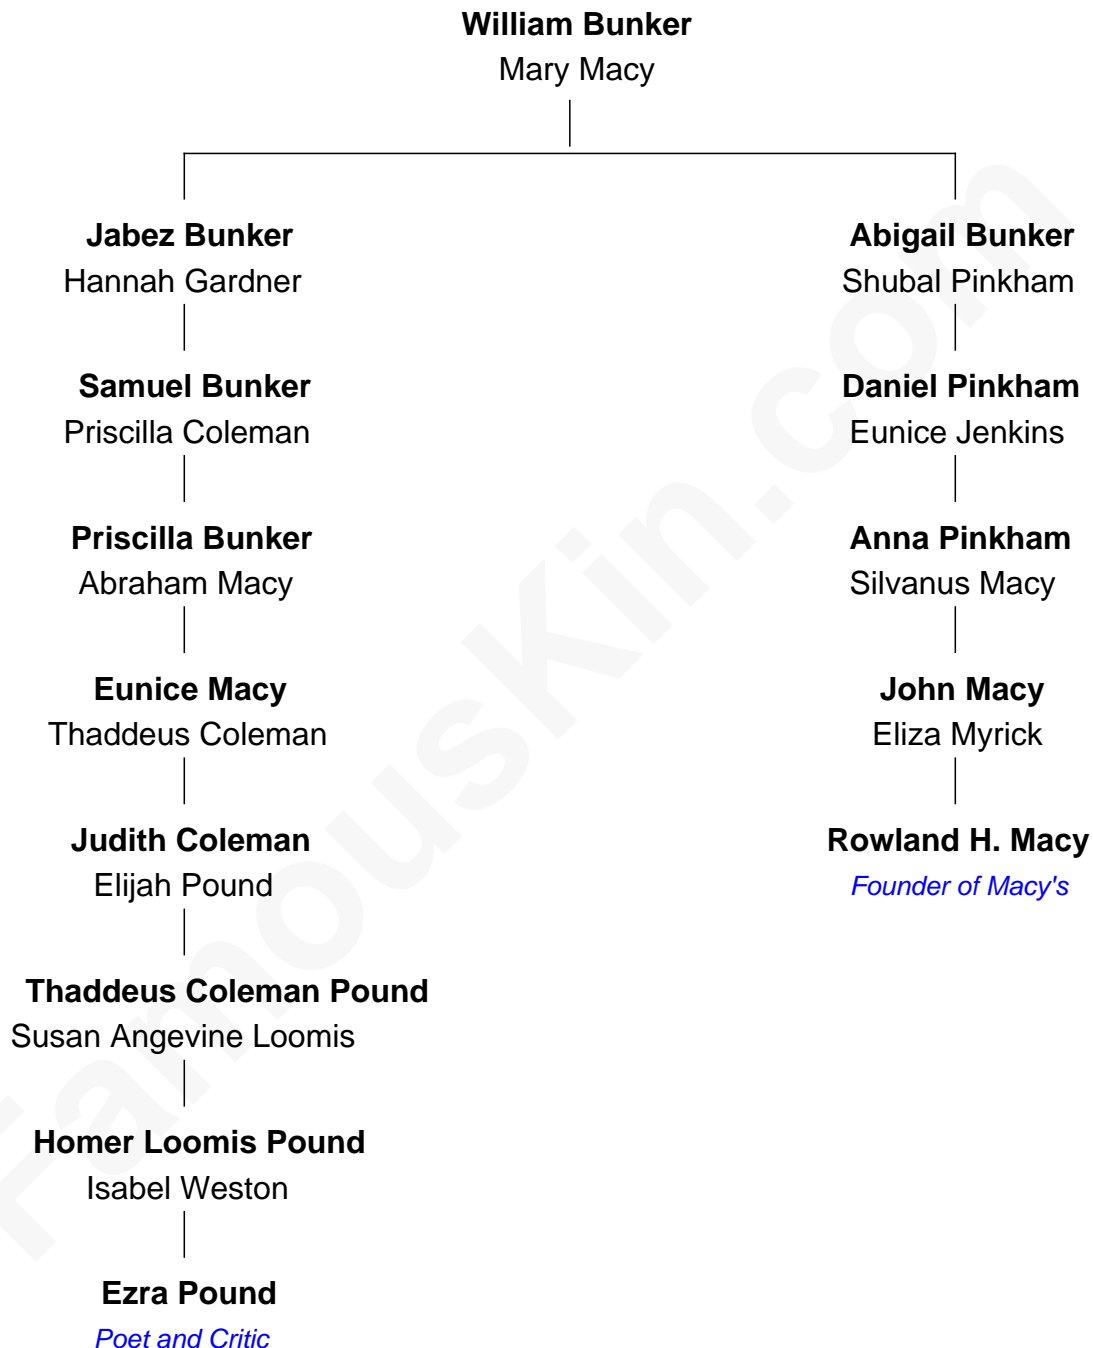 William Bunker
Mary Macy
Jabez Bunker
Hannah Gardner
Abigail Bunker
Shubal Pinkham
Samuel Bunker
Priscilla Coleman
Daniel Pinkham
Eunice Jenkins
Priscilla Bunker
Abraham Macy
Anna Pinkham
Silvanus Macy
Eunice Macy
Thaddeus Coleman
John Macy
Eliza Myrick
Judith Coleman
Elijah Pound
Rowland H. Macy
Founder of Macy's
Thaddeus Coleman Pound
Susan Angevine Loomis
Homer Loomis Pound
Isabel Weston
Ezra Pound
Poet and Critic
FamousKin.com